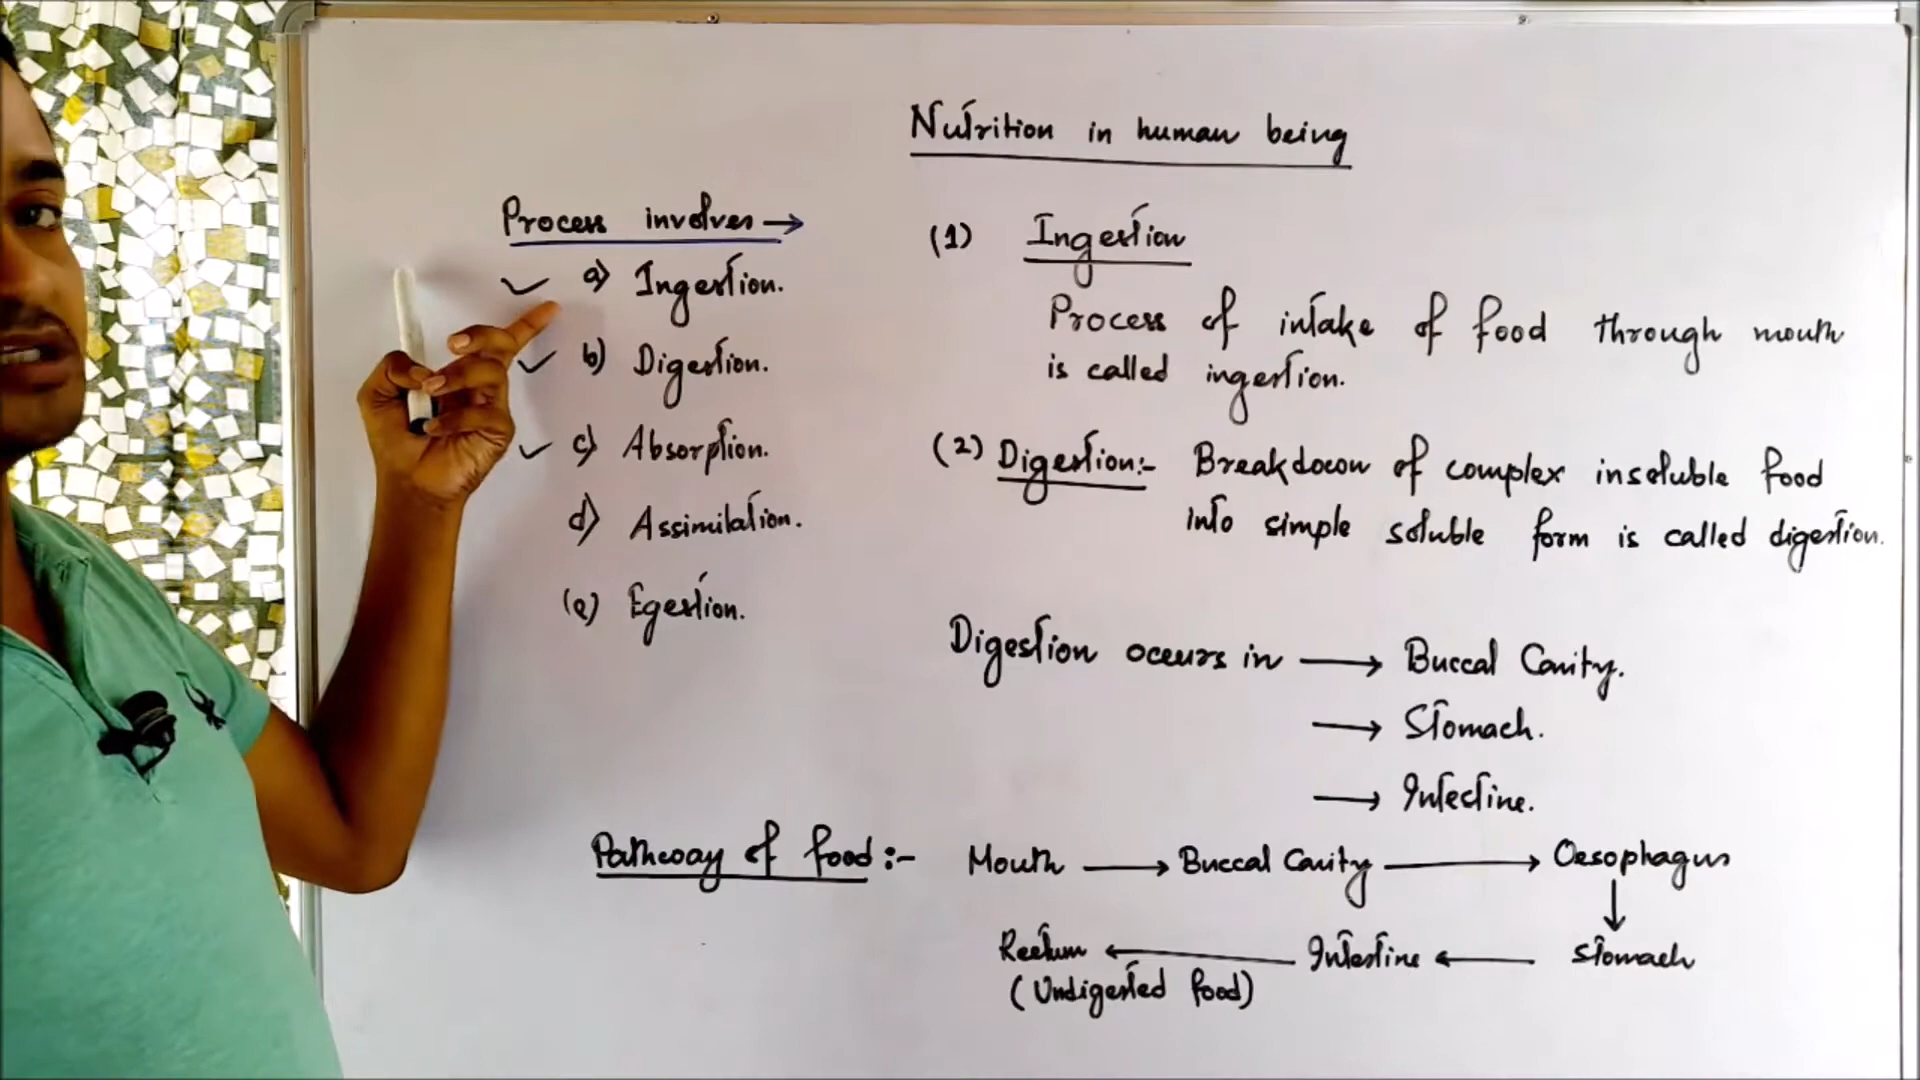 Nutrition in human being
Process involves →
a) Ingestion.
b) Digestion.
c) Absorption.
d) Assimilation.
(e) Egestion.
(1) Ingestion
Process of intake of food through mouth
is called ingestion.
(2) Digestion:- Breakdown of complex insoluble food
into simple soluble form is called digestion.
Digestion occurs in → Buccal Cavity.
→ Stomach.
→ Intestine.
Pathway of food :- Mouth → Buccal Cavity → Oesophagus
↓
Rectum ← Intestine ← Stomach
(Undigested food)